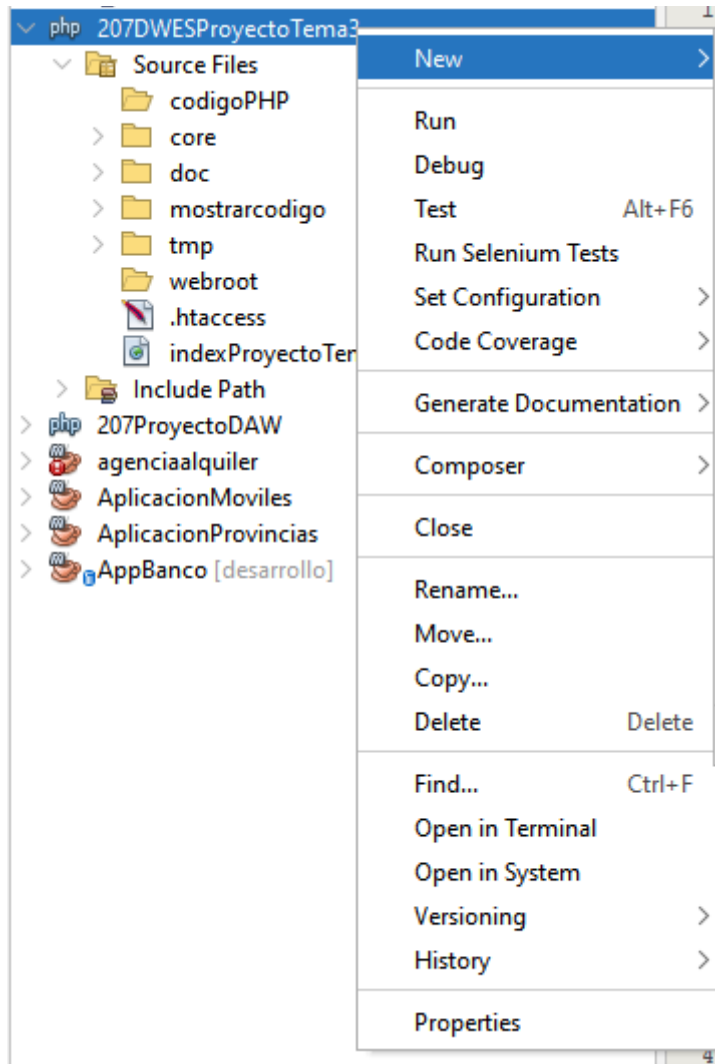 php 207DWESProyectoTema3
Source Files
codigoPHP
core
doc
mostrarcodigo
tmp
webroot
.htaccess
indexProyectoTer
Include Path
php 207ProyectoDAW
agenciaalquiler
AplicacionMoviles
AplicacionProvincias
AppBanco [desarrollo]
New
Run
Debug
Test Alt+F6
Run Selenium Tests
Set Configuration
Code Coverage
Generate Documentation
Composer
Close
Rename...
Move...
Copy...
Delete Delete
Find... Ctrl+F
Open in Terminal
Open in System
Versioning
History
Properties